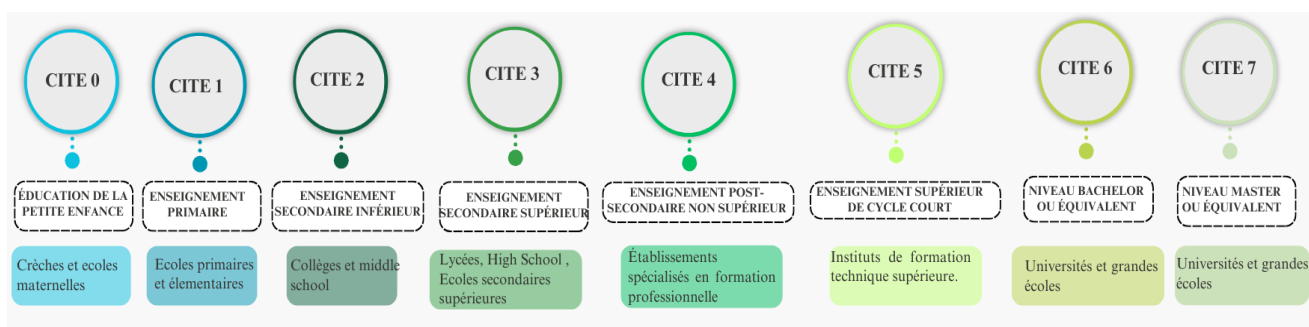 CITE 0
CITE 1
CITE 2
CITE 3
CITE 4
CITE 5
CITE 6
CITE 7
ÉDUCATION DE LA
PETITE ENFANCE
ENSEIGNEMENT
PRIMAIRE
ENSEIGNEMENT
SECONDAIRE INFÉRIEUR
ENSEIGNEMENT
SECONDAIRE SUPÉRIEUR
ENSEIGNEMENT POST-
SECONDAIRE NON SUPÉRIEUR
ENSEIGNEMENT SUPÉRIEUR
DE CYCLE COURT
NIVEAU BACHELOR
OU ÉQUIVALENT
NIVEAU MASTER
OU ÉQUIVALENT
Crèches et ecoles
maternelles
Ecoles primaires
et élementaires
Collèges et middle
school
Lycées, High School ,
Ecoles secondaires
supérieures
Établissements
spécialisés en formation
professionnelle
Instituts de formation
technique supérieure.
Universités et grandes
écoles
Universités et grandes
écoles